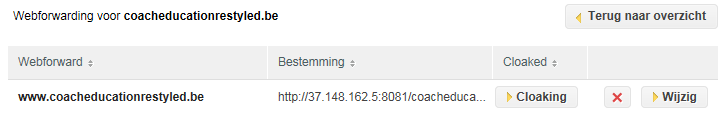 Webforwarding voor coacheducationrestyled.be
Terug naar overzicht
Webforward Bestemming Cloaked
www.coacheducationrestyled.be http://37.148.162.5:8081/coacheduca... Cloaking Wijzig